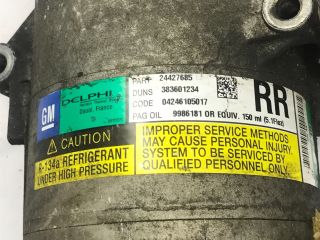 GM
DELPHI
Douai, France
PART 24427685
DUNS 383601234
CODE 04246105017
PAG OIL 9986181 OR EQUIV. 150 ml (5.1Floz)
RR
CAUTION
R-134a REFRIGERANT
UNDER HIGH PRESSURE
IMPROPER SERVICE METHODS
MAY CAUSE PERSONAL INJURY.
SYSTEM TO BE SERVICED BY
QUALIFIED PERSONNEL ONLY.